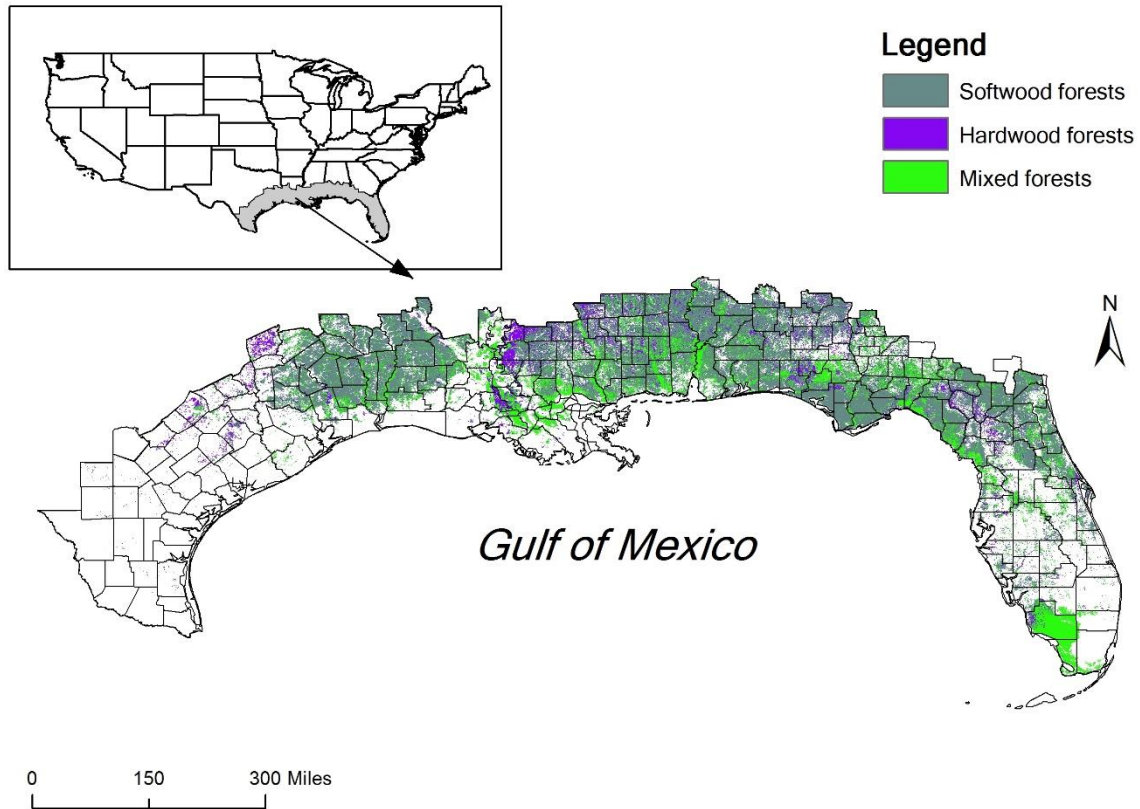 Legend
Softwood forests
Hardwood forests
Mixed forests
N
Gulf of Mexico
0 150 300 Miles